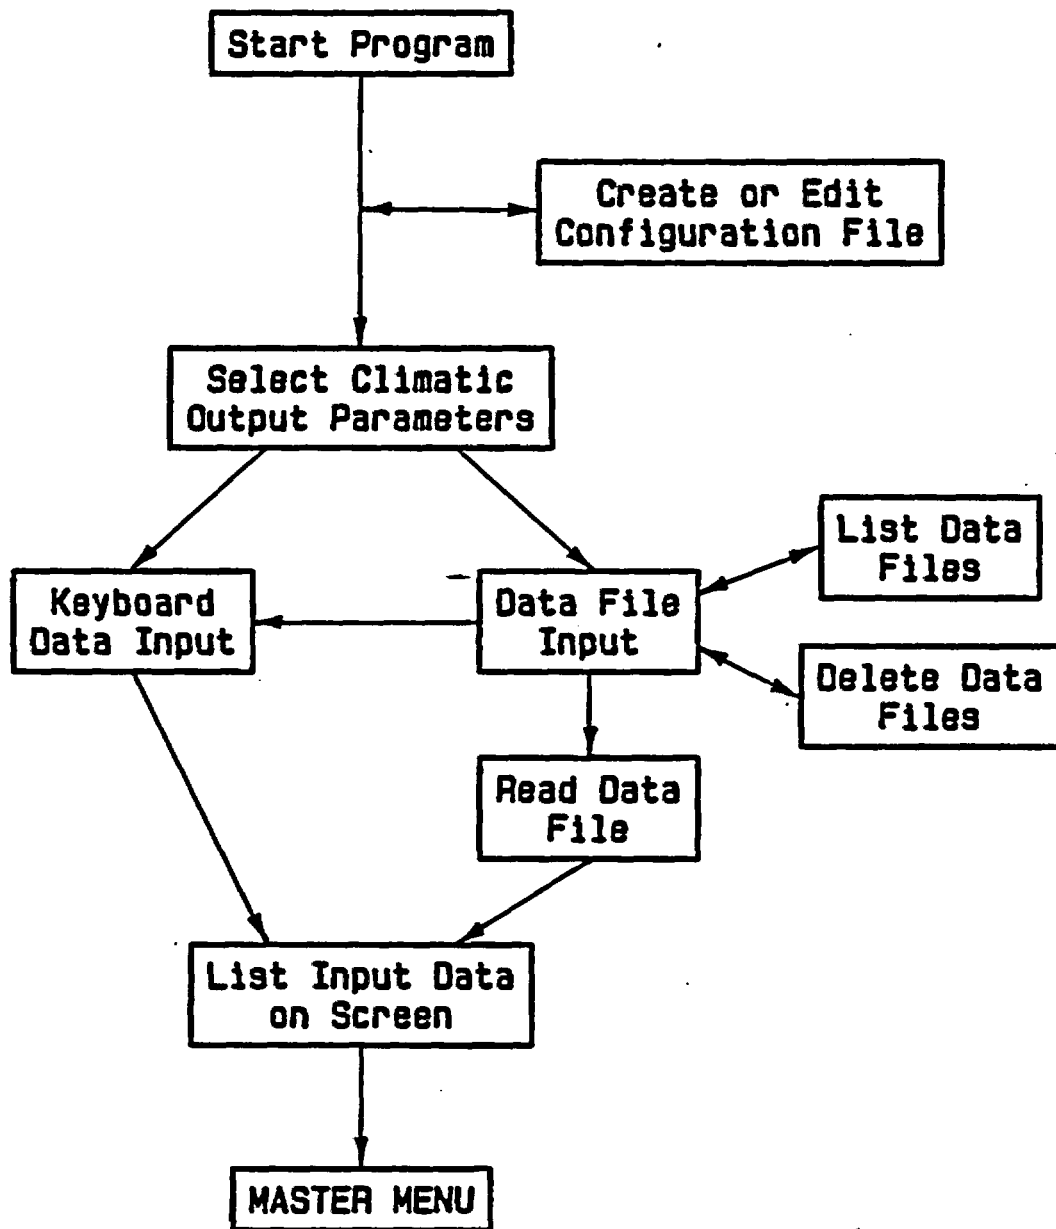 Start Program
Create or Edit
Configuration File
Select Climatic
Output Parameters
List Data
Files
Keyboard
Data Input
Data File
Input
Delete Data
Files
Read Data
File
List Input Data
on Screen
MASTER MENU